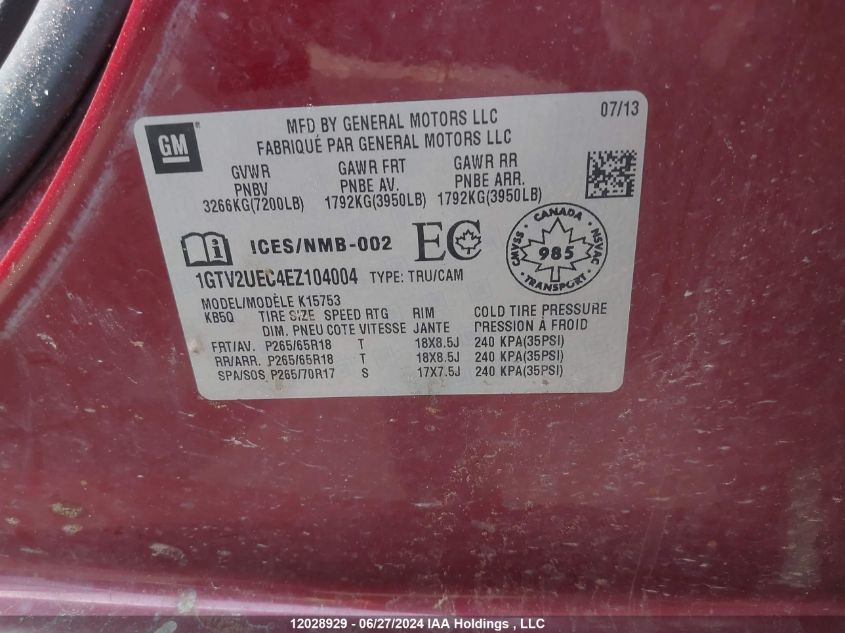 GM
MFD BY GENERAL MOTORS LLC 07/13
FABRIQUÉ PAR GENERAL MOTORS LLC
GVWR GAWR FRT GAWR RR
PNBV PNBE AV. PNBE ARR.
3266KG(7200LB) 1792KG(3950LB) 1792KG(3950LB)
ICES/NMB-002 EC
CANADA
CMVSS 985 NSVAC
TRANSPORT
1GTV2UEC4EZ104004 TYPE: TRU/CAM
MODEL/MODÈLE K15753
KB5Q TIRE SIZE SPEED RTG RIM COLD TIRE PRESSURE
DIM. PNEU COTE VITESSE JANTE PRESSION À FROID
FRT/AV. P265/65R18 T 18X8.5J 240 KPA(35PSI)
RR/ARR. P265/65R18 T 18X8.5J 240 KPA(35PSI)
SPA/SOS P265/70R17 S 17X7.5J 240 KPA(35PSI)
12028929 - 06/27/2024 IAA Holdings , LLC